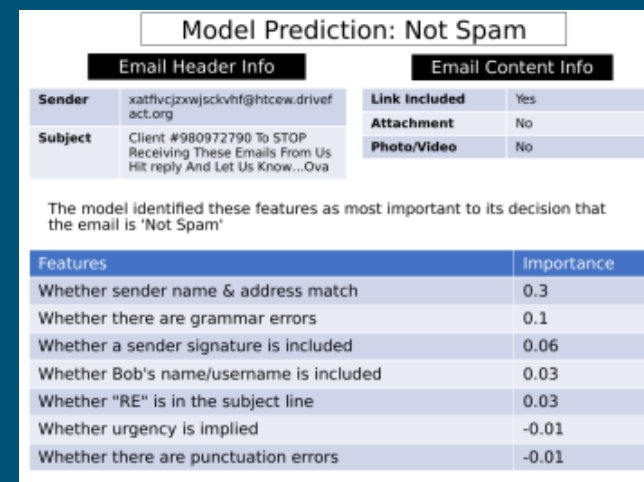 Model Prediction: Not Spam
Email Header Info
Email Content Info
Sender xatfivcjzxwjsckvhf@htcew.drivef
act.org
Subject Client #980972790 To STOP
Receiving These Emails From Us
Hit reply And Let Us Know...Ova
Link Included Yes
Attachment No
Photo/Video No
The model identified these features as most important to its decision that
the email is 'Not Spam'
Features Importance
Whether sender name & address match 0.3
Whether there are grammar errors 0.1
Whether a sender signature is included 0.06
Whether Bob's name/username is included 0.03
Whether "RE" is in the subject line 0.03
Whether urgency is implied -0.01
Whether there are punctuation errors -0.01